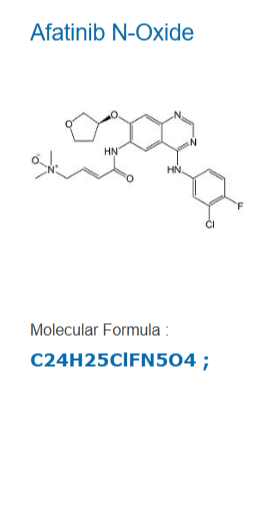 Afatinib N-Oxide
O
N
O
O-
N+
HN
N
O
HN
F
Cl
Molecular Formula :
C24H25ClFN5O4 ;